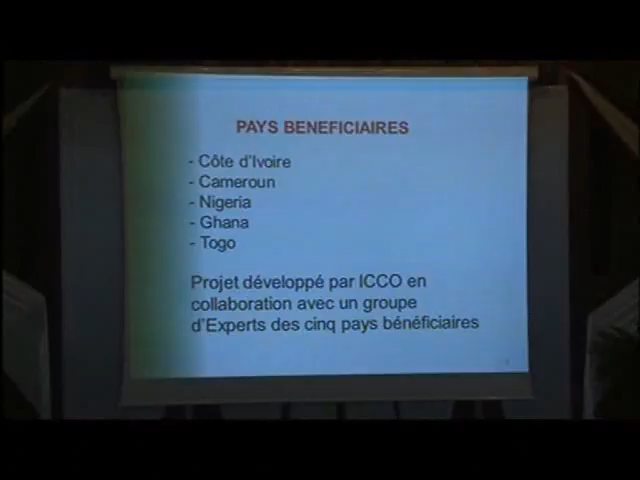 PAYS BENEFICIAIRES
- Côte d'Ivoire
- Cameroun
- Nigeria
- Ghana
- Togo
Projet développé par ICCO en
collaboration avec un groupe
d'Experts des cinq pays bénéficiaires